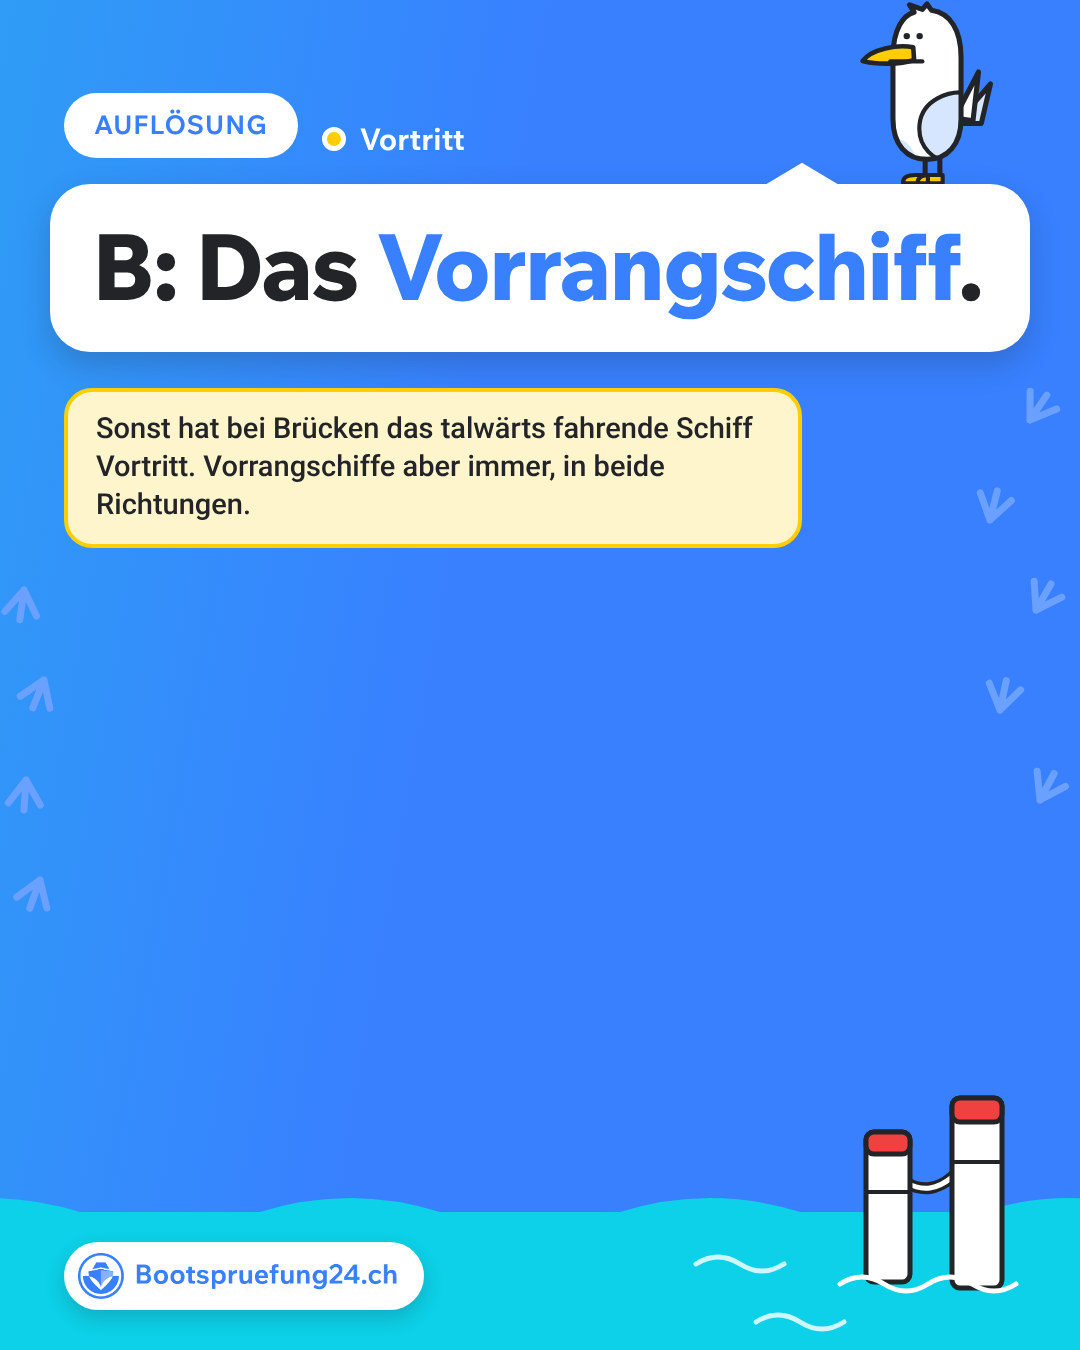 AUFLÖSUNG
Vortritt
B: Das Vorrangschiff.
Sonst hat bei Brücken das talwärts fahrende Schiff
Vortritt. Vorrangschiffe aber immer, in beide
Richtungen.
Bootspruefung24.ch